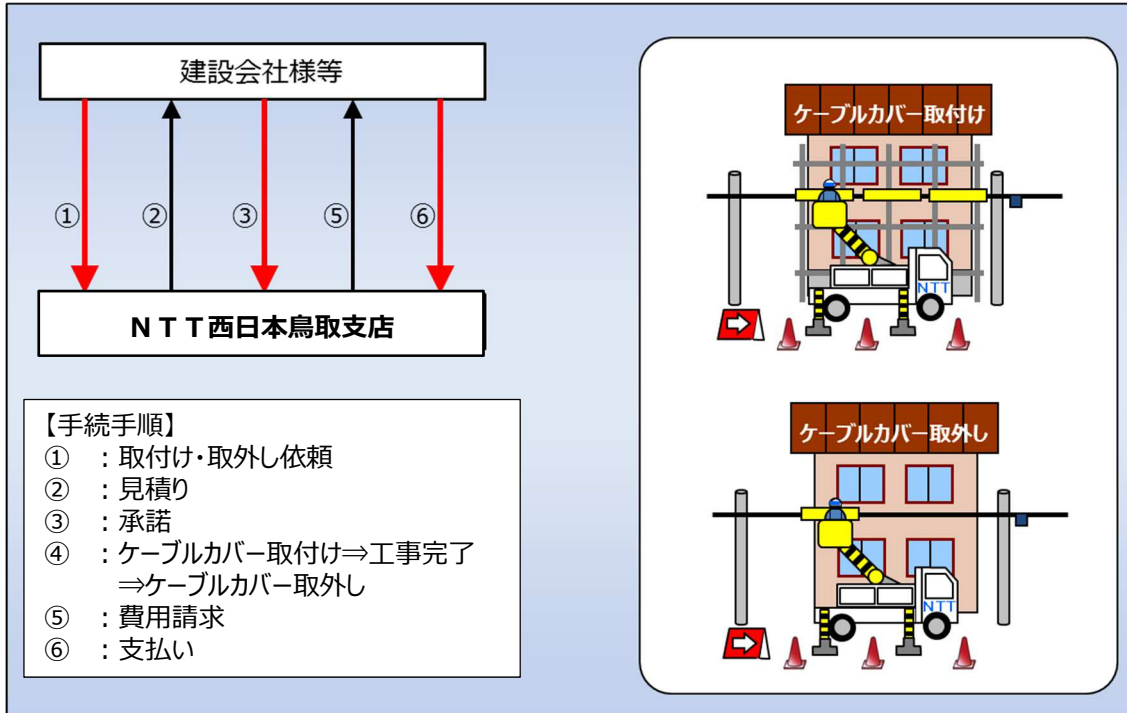 建設会社様等
①
②
③
⑤
⑥
ＮＴＴ西日本鳥取支店
【手続手順】
① ：取付け・取外し依頼
② ：見積り
③ ：承諾
④ ：ケーブルカバー取付け⇒工事完了
⇒ケーブルカバー取外し
⑤ ：費用請求
⑥ ：支払い
ケーブルカバー取付け
NTT
ケーブルカバー取外し
NTT